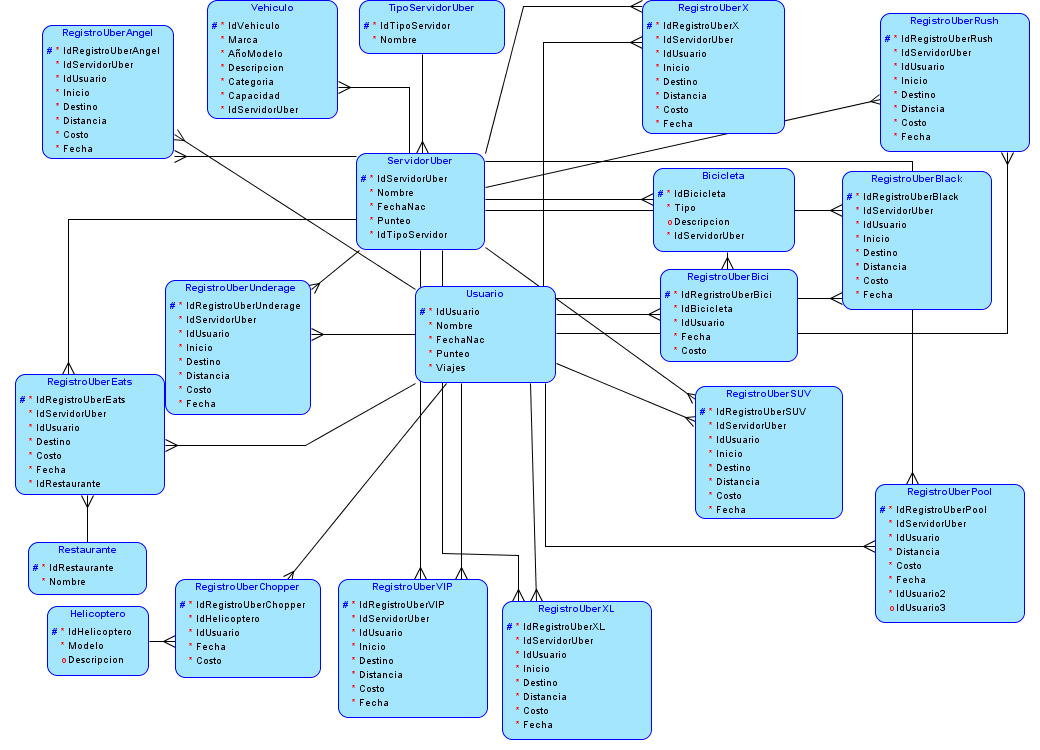 RegistroUberAngel
# * IdRegistroUberAngel
* IdServidorUber
* IdUsuario
* Inicio
* Destino
* Distancia
* Costo
* Fecha
Vehiculo
# * IdVehiculo
* Marca
* AñoModelo
* Descripcion
* Categoria
* Capacidad
* IdServidorUber
TipoServidorUber
# * IdTipoServidor
* Nombre
RegistroUberX
# * IdRegistroUberX
* IdServidorUber
* IdUsuario
* Inicio
* Destino
* Distancia
* Costo
* Fecha
RegistroUberRush
# * IdRegistroUberRush
* IdServidorUber
* IdUsuario
* Inicio
* Destino
* Distancia
* Costo
* Fecha
ServidorUber
# * IdServidorUber
* Nombre
* FechaNac
* Punteo
* IdTipoServidor
Bicicleta
# * IdBicicleta
* Tipo
o Descripcion
* IdServidorUber
RegistroUberBlack
# * IdRegistroUberBlack
* IdServidorUber
* IdUsuario
* Inicio
* Destino
* Distancia
* Costo
* Fecha
RegistroUberUnderage
# * IdRegistroUberUnderage
* IdServidorUber
* IdUsuario
* Inicio
* Destino
* Distancia
* Costo
* Fecha
Usuario
# * IdUsuario
* Nombre
* FechaNac
* Punteo
* Viajes
RegistroUberBici
# * IdRegristroUberBici
* IdBicicleta
* IdUsuario
* Fecha
* Costo
RegistroUberEats
# * IdRegistroUberEats
* IdServidorUber
* IdUsuario
* Destino
* Costo
* Fecha
* IdRestaurante
RegistroUberSUV
# * IdRegistroUberSUV
* IdServidorUber
* IdUsuario
* Inicio
* Destino
* Distancia
* Costo
* Fecha
RegistroUberPool
# * IdRegistroUberPool
* IdServidorUber
* IdUsuario
* Distancia
* Costo
* Fecha
* IdUsuario2
o IdUsuario3
Restaurante
# * IdRestaurante
* Nombre
Helicoptero
# * IdHelicoptero
* Modelo
o Descripcion
RegistroUberChopper
# * IdRegistroUberChopper
* IdHelicoptero
* IdUsuario
* Fecha
* Costo
RegistroUberVIP
# * IdRegistroUberVIP
* IdServidorUber
* IdUsuario
* Inicio
* Destino
* Distancia
* Costo
* Fecha
RegistroUberXL
# * IdRegistroUberXL
* IdServidorUber
* IdUsuario
* Inicio
* Destino
* Distancia
* Costo
* Fecha